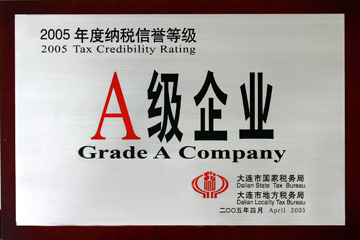 2005 年度纳税信誉等级
2005 Tax Credibility Rating
A级企业
Grade A Company
大连市国家税务局
Dalian State Tax Bureau
大连市地方税务局
Dalian Locality Tax Bureau
二〇〇五年四月 April 2005